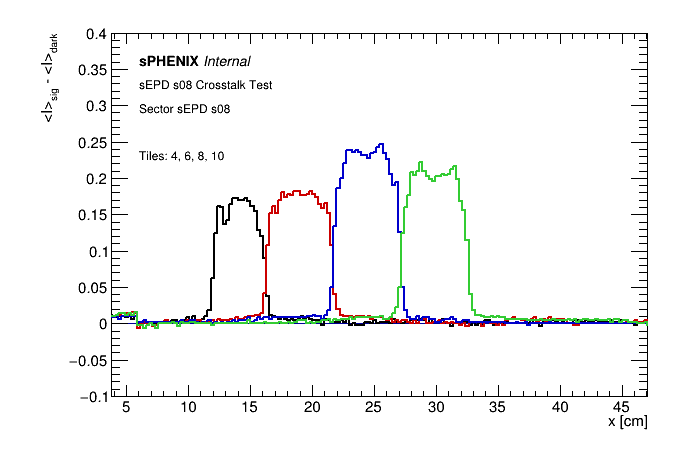 <I>sig - <I>dark
0.4
0.35
0.3
0.25
0.2
0.15
0.1
0.05
0
−0.05
−0.1
sPHENIX Internal
sEPD s08 Crosstalk Test
Sector sEPD s08
Tiles: 4, 6, 8, 10
5 10 15 20 25 30 35 40 45
x [cm]